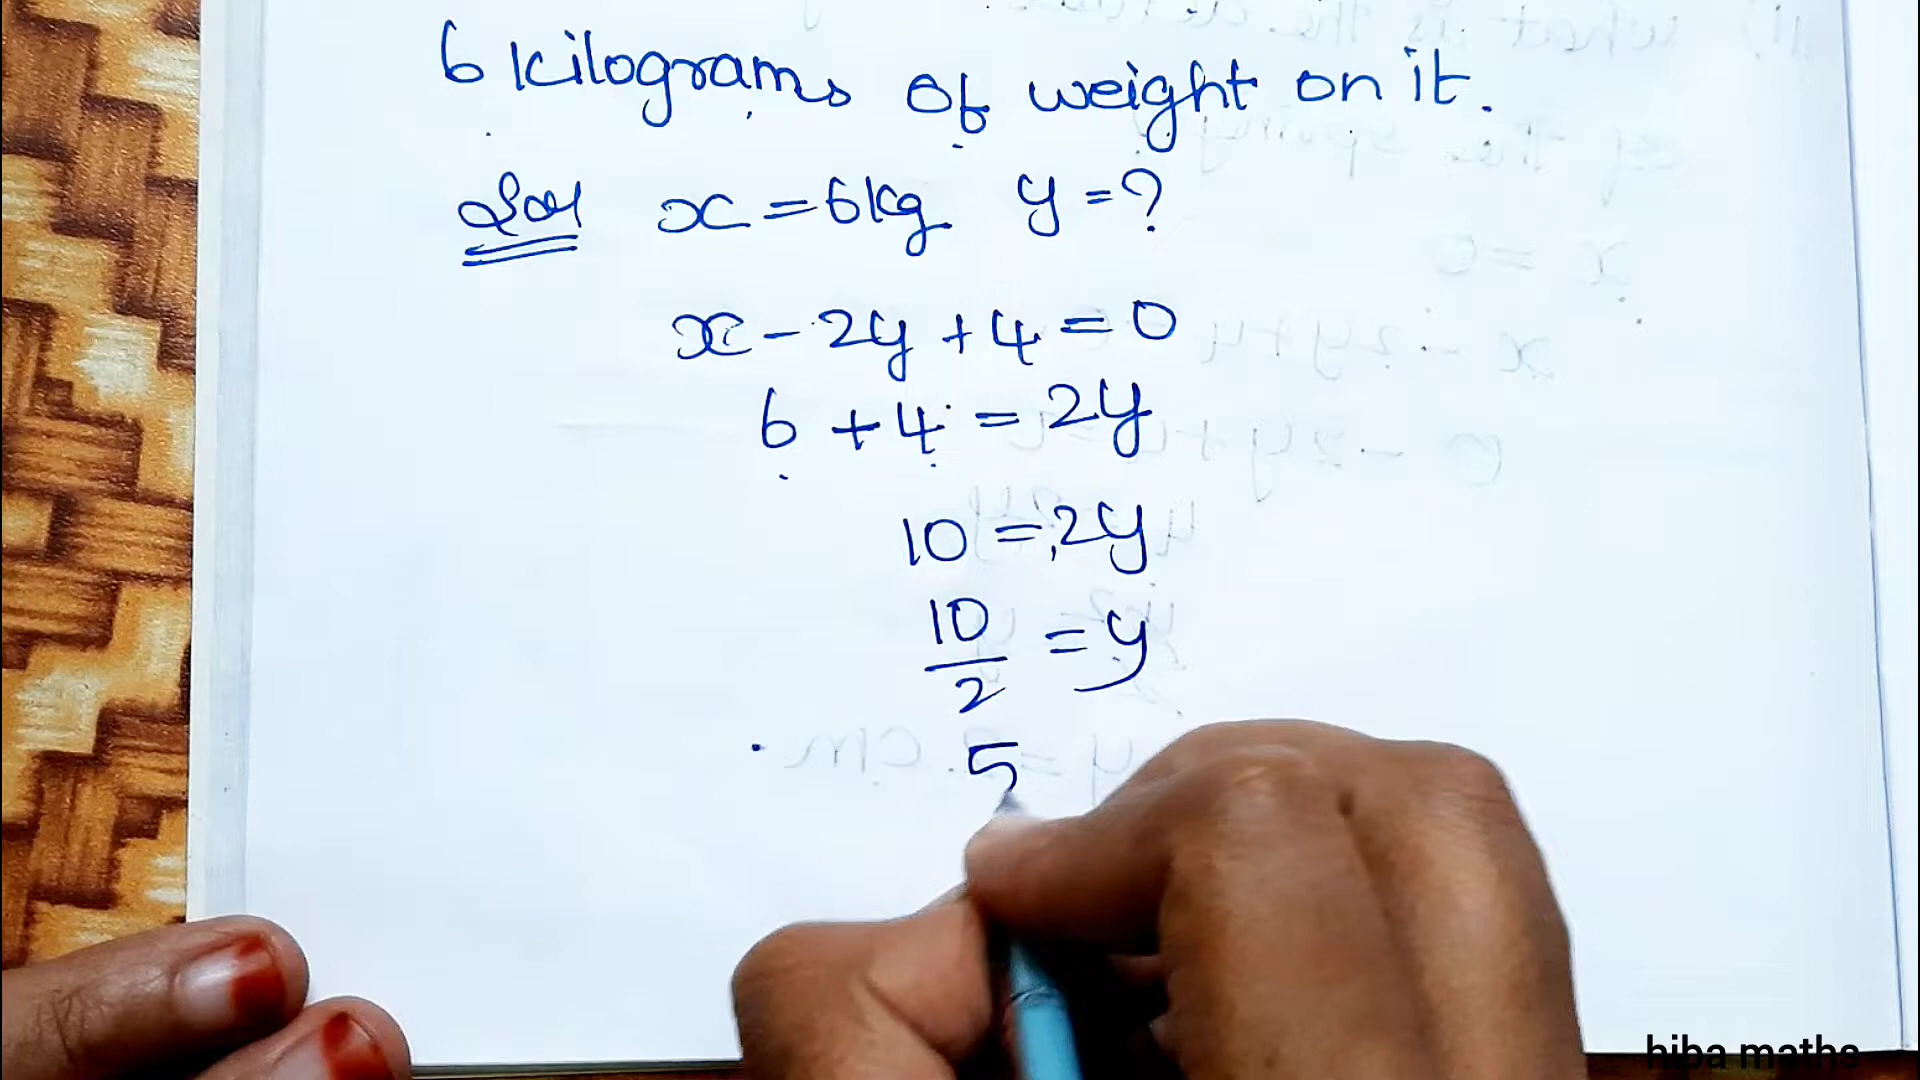 6 kilograms of weight on it.
Sol x = 6kg y = ?
x - 2y + 4 = 0
6 + 4 = 2y
10 = 2y
10/2 = y
5
hiba maths